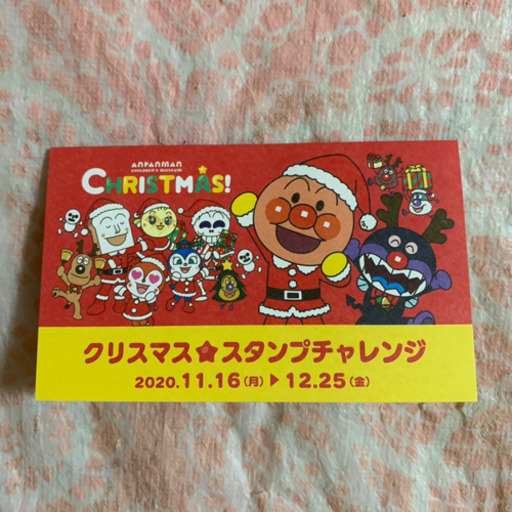 ANPANMAN
CHILDREN'S MUSEUM
CHRISTMAS!
クリスマス★スタンプチャレンジ
2020.11.16(月)▶12.25(金)